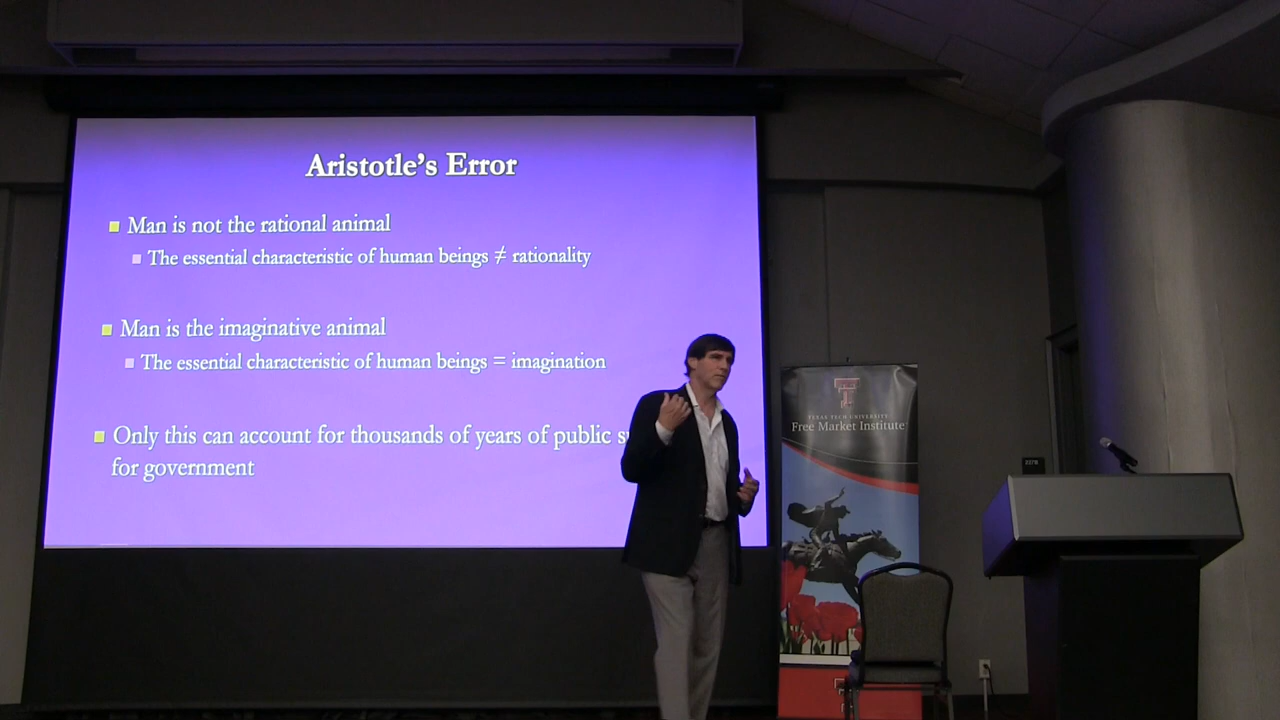 Aristotle's Error
Man is not the rational animal
The essential characteristic of human beings ≠ rationality
Man is the imaginative animal
The essential characteristic of human beings = imagination
Only this can account for thousands of years of public
for government
TEXAS TECH UNIVERSITY
Free Market Institute